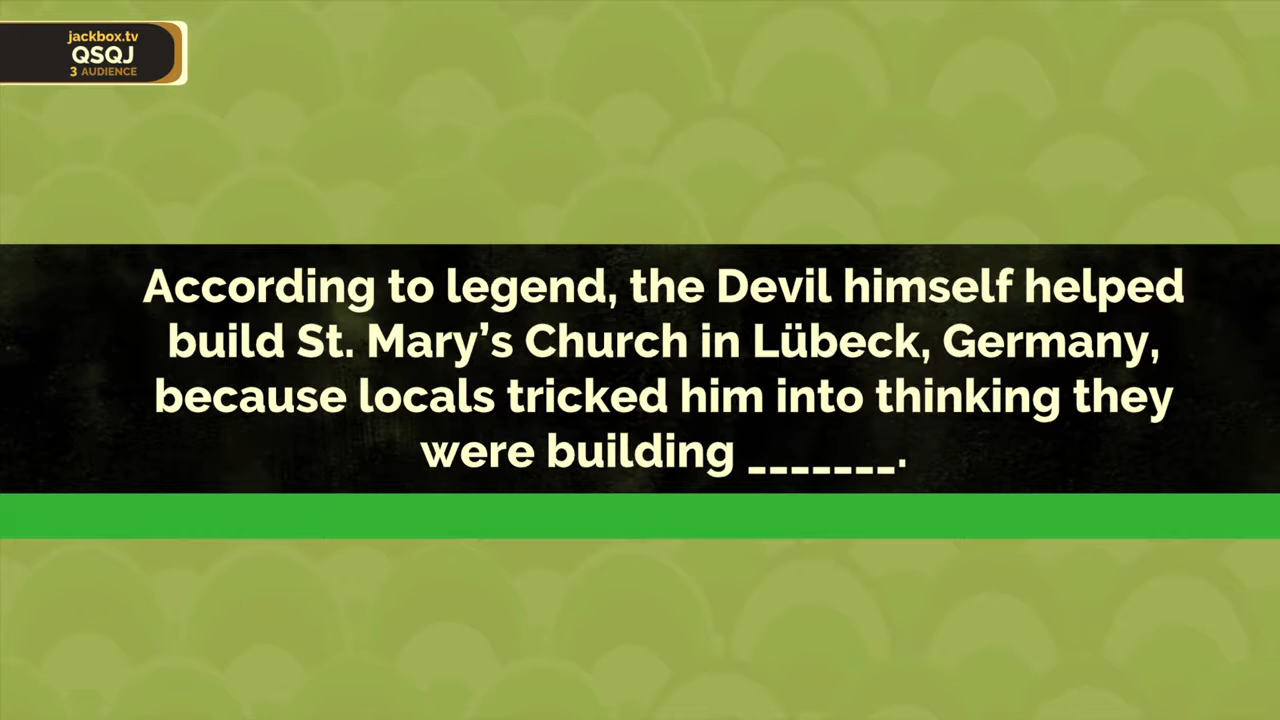 jackbox.tv
QSQJ
3 AUDIENCE
According to legend, the Devil himself helped
build St. Mary’s Church in Lübeck, Germany,
because locals tricked him into thinking they
were building _______.